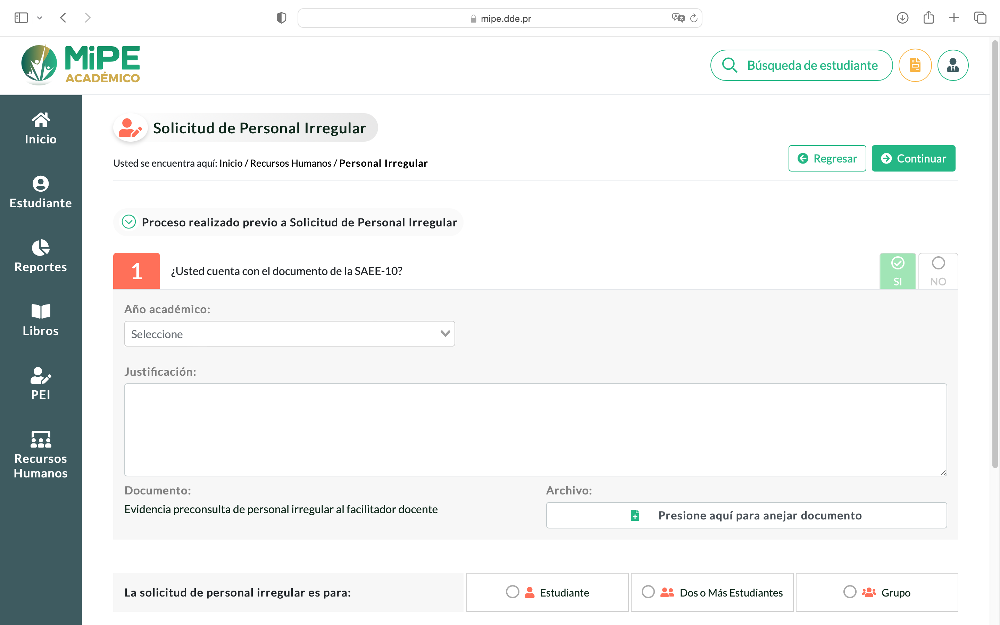 mipe.dde.pr
MiPE
ACADÉMICO
Búsqueda de estudiante
Inicio
Estudiante
Reportes
Libros
PEI
Recursos
Humanos
Solicitud de Personal Irregular
Usted se encuentra aquí: Inicio / Recursos Humanos / Personal Irregular
Regresar
Continuar
Proceso realizado previo a Solicitud de Personal Irregular
1 ¿Usted cuenta con el documento de la SAEE-10?
SI
NO
Año académico:
Seleccione
Justificación:
Documento:
Evidencia preconsulta de personal irregular al facilitador docente
Archivo:
Presione aquí para anejar documento
La solicitud de personal irregular es para:
Estudiante
Dos o Más Estudiantes
Grupo